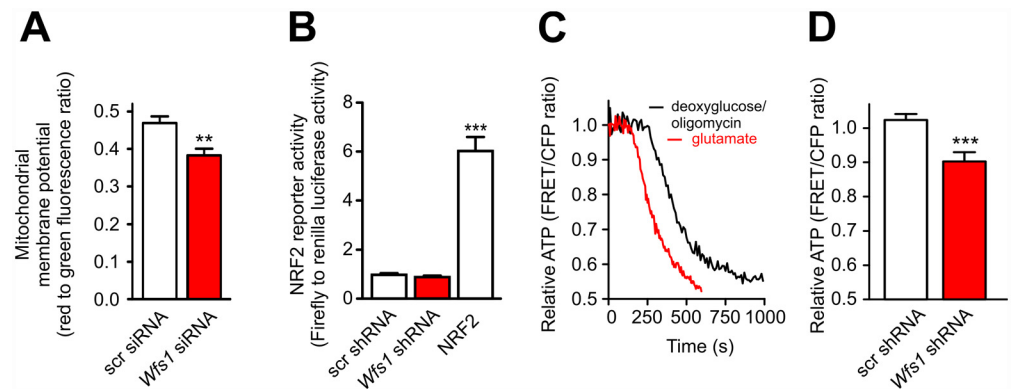 A
Mitochondrial
membrane potential
(red to green fluorescence ratio)
0.5
0.4
0.3
0.2
0.1
0.0
**
scr siRNA
Wfs1 siRNA
B
NRF2 reporter activity
(Firefly to renilla luciferase activity)
8
6
4
2
0
***
scr shRNA
Wfs1 shRNA
NRF2
C
Relative ATP (FRET/CFP ratio)
1.0
0.9
0.8
0.7
0.6
0.5
deoxyglucose/
oligomycin
glutamate
0 250 500 750 1000
Time (s)
D
Relative ATP (FRET/CFP ratio)
1.0
0.9
0.8
0.7
0.6
0.5
***
scr shRNA
Wfs1 shRNA